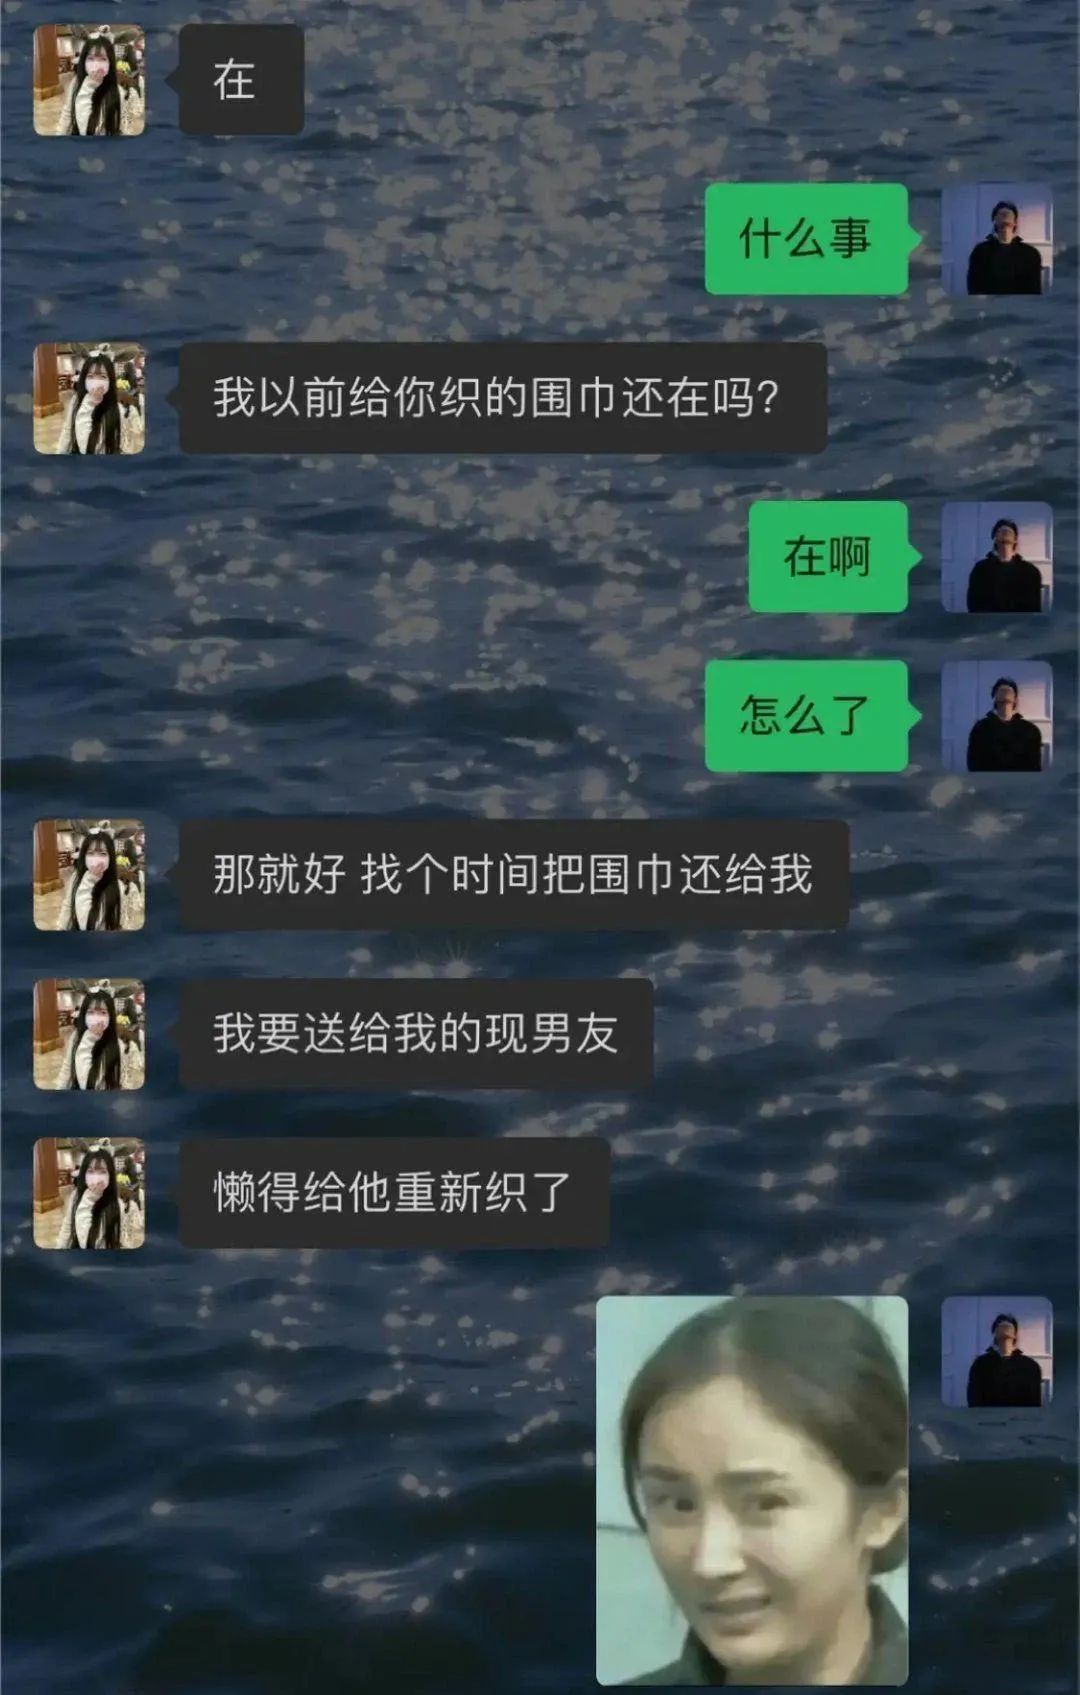 在
什么事
我以前给你织的围巾还在吗?
在啊
怎么了
那就好 找个时间把围巾还给我
我要送给我的现男友
懒得给他重新织了